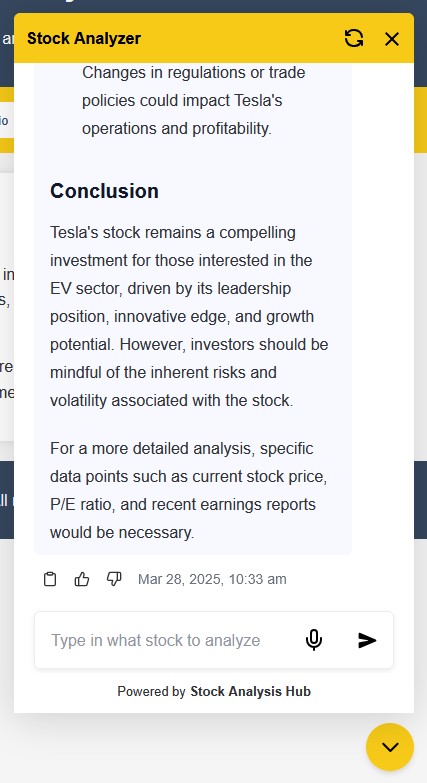 Stock Analyzer
Changes in regulations or trade
policies could impact Tesla's
operations and profitability.
Conclusion
Tesla's stock remains a compelling
investment for those interested in the
EV sector, driven by its leadership
position, innovative edge, and growth
potential. However, investors should be
mindful of the inherent risks and
volatility associated with the stock.
For a more detailed analysis, specific
data points such as current stock price,
P/E ratio, and recent earnings reports
would be necessary.
Mar 28, 2025, 10:33 am
Type in what stock to analyze
Powered by Stock Analysis Hub